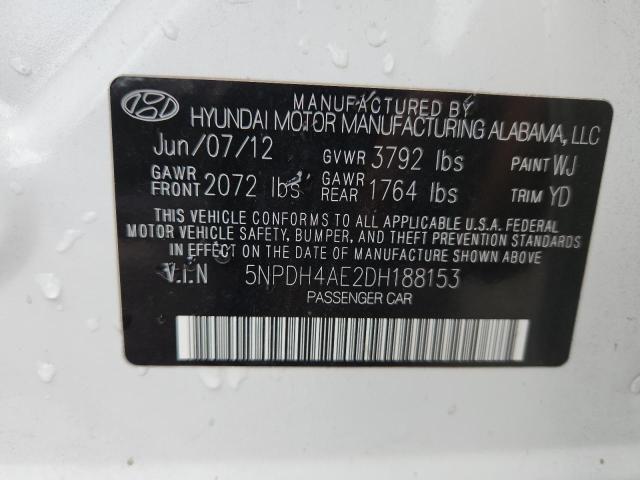 MANUFACTURED BY
HYUNDAI MOTOR MANUFACTURING ALABAMA, LLC
Jun/07/12 GVWR 3792 lbs PAINT WJ
GAWR FRONT 2072 lbs GAWR REAR 1764 lbs TRIM YD
THIS VEHICLE CONFORMS TO ALL APPLICABLE U.S.A. FEDERAL
MOTOR VEHICLE SAFETY, BUMPER, AND THEFT PREVENTION STANDARDS
IN EFFECT ON THE DATE OF MANUFACTURE SHOWN ABOVE.
V.I.N 5NPDH4AE2DH188153
PASSENGER CAR